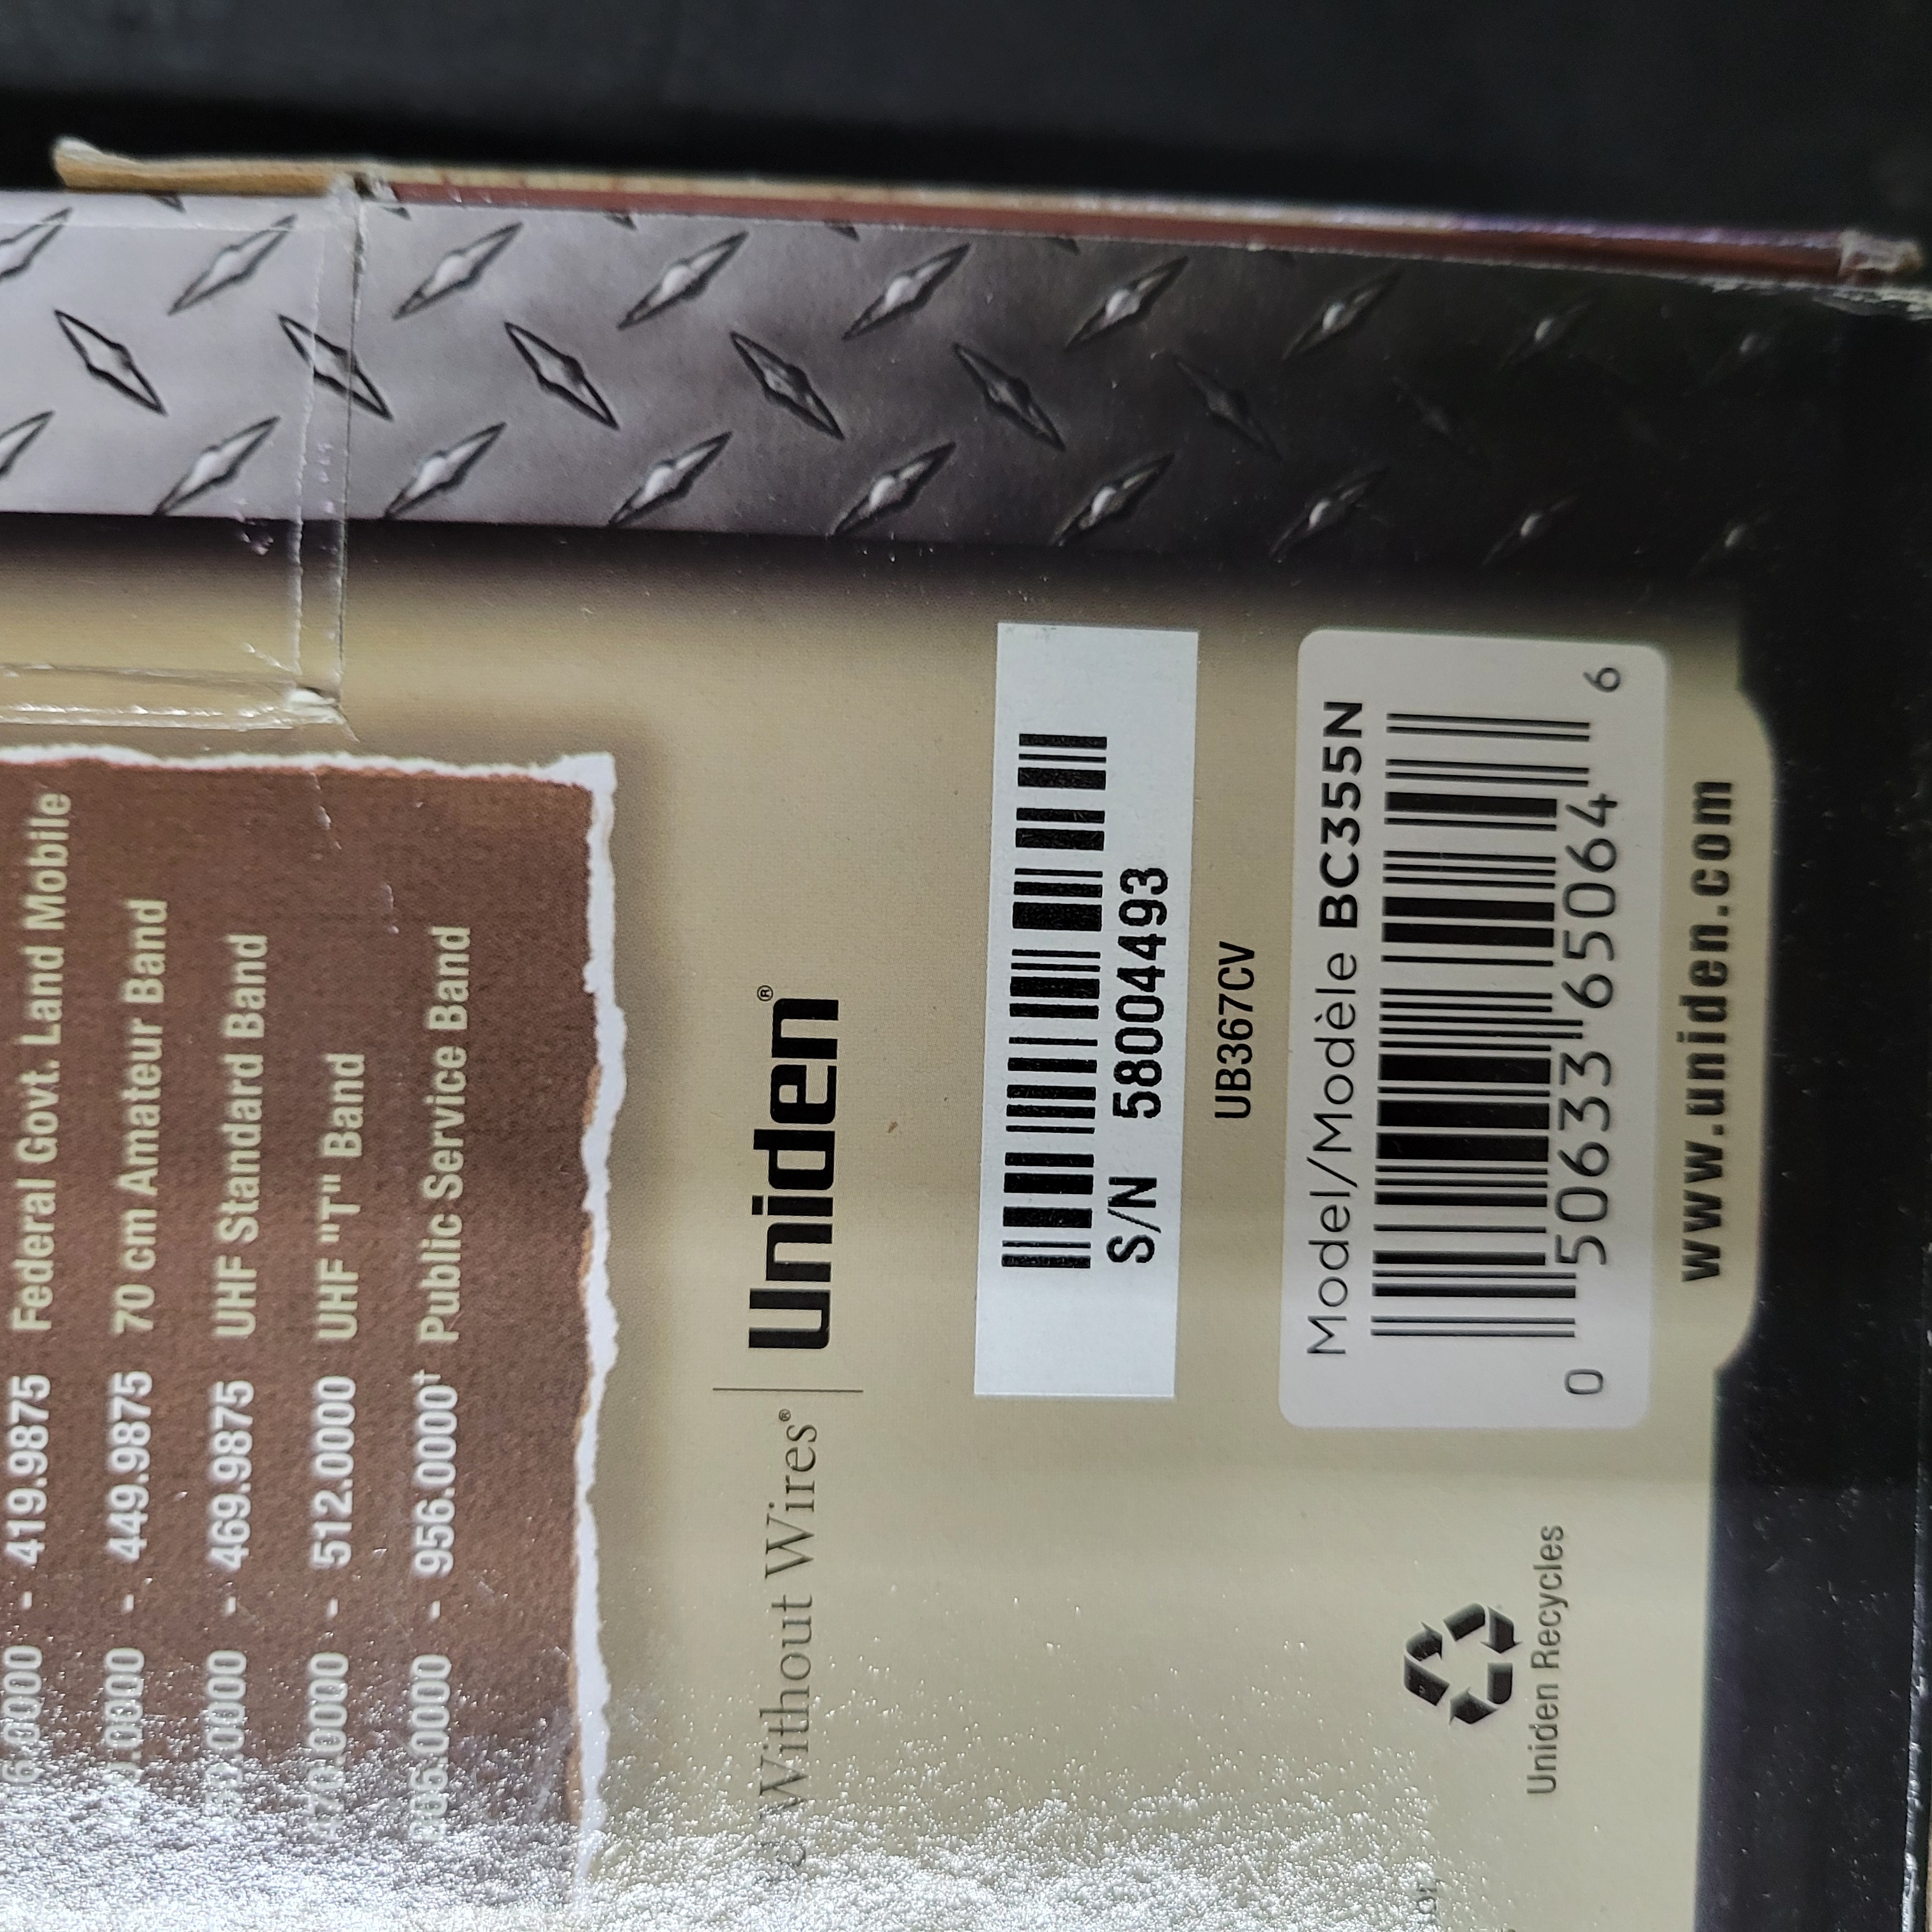 - 419.9875 Federal Govt. Land Mobile
- 449.9875 70 cm Amateur Band
- 469.9875 UHF Standard Band
- 512.0000 UHF "T" Band
- 956.0000† Public Service Band
Without Wires® Uniden®
S/N 58004493
UB367CV
Model/Modèle BC355N
0 50633 65064 6
www.uniden.com
Uniden Recycles